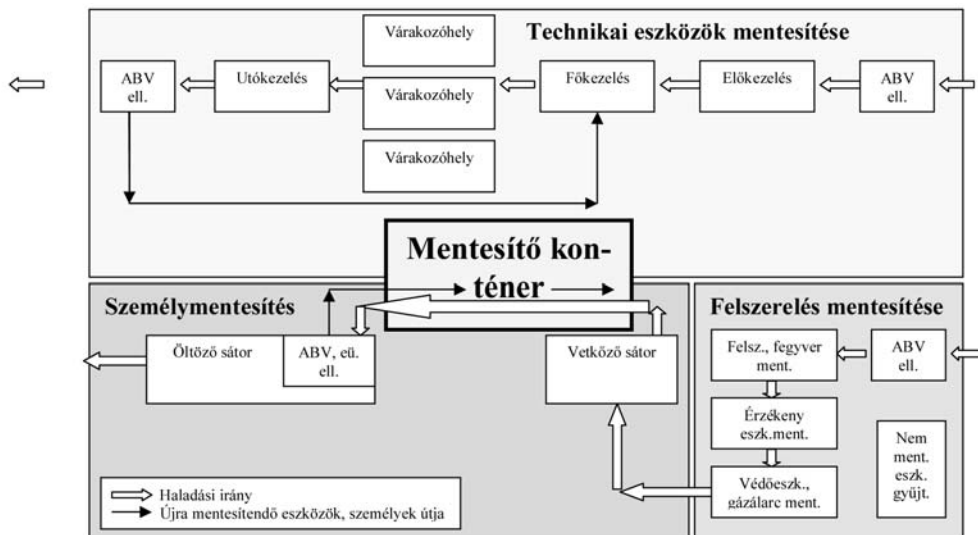 Technikai eszközök mentesítése
Várakozóhely
ABV
ell.
Utókezelés
Várakozóhely
Főkezelés
Előkezelés
ABV
ell.
Várakozóhely
Mentesítő kon-
téner
Személymentesítés
Öltöző sátor
ABV, eü.
ell.
Vetkőző sátor
Felszerelés mentesítése
Felsz., fegyver
ment.
ABV
ell.
Érzékeny
eszk.ment.
Védőeszk.,
gázálarc ment.
Nem
ment.
eszk.
gyűjt.
Haladási irány
Újra mentesítendő eszközök, személyek útja